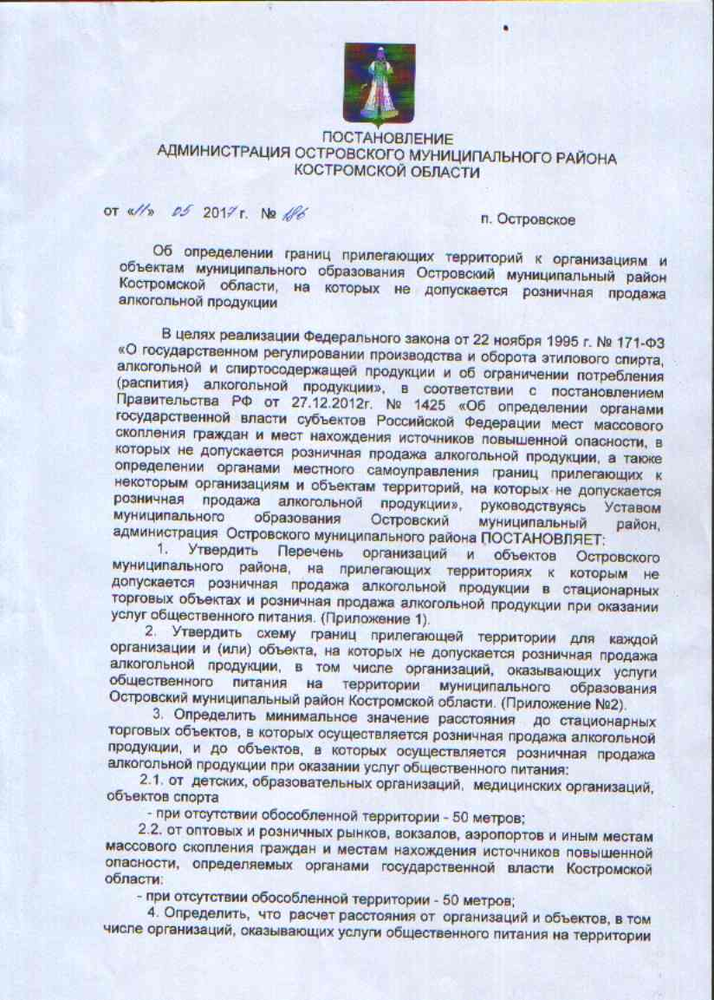 ПОСТАНОВЛЕНИЕ
АДМИНИСТРАЦИЯ ОСТРОВСКОГО МУНИЦИПАЛЬНОГО РАЙОНА
КОСТРОМСКОЙ ОБЛАСТИ
от «11» 05 2017 г. № 186
п. Островское
Об определении границ прилегающих территорий к организациям и
объектам муниципального образования Островский муниципальный район
Костромской области, на которых не допускается розничная продажа
алкогольной продукции
В целях реализации Федерального закона от 22 ноября 1995 г. № 171-ФЗ
«О государственном регулировании производства и оборота этилового спирта,
алкогольной и спиртосодержащей продукции и об ограничении потребления
(распития) алкогольной продукции», в соответствии с постановлением
Правительства РФ от 27.12.2012г. № 1425 «Об определении органами
государственной власти субъектов Российской Федерации мест массового
скопления граждан и мест нахождения источников повышенной опасности, в
которых не допускается розничная продажа алкогольной продукции, а также
определении органами местного самоуправления границ прилегающих к
некоторым организациям и объектам территорий, на которых не допускается
розничная продажа алкогольной продукции», руководствуясь Уставом
муниципального образования Островский муниципальный район,
администрация Островского муниципального района ПОСТАНОВЛЯЕТ:
1. Утвердить Перечень организаций и объектов Островского
муниципального района, на прилегающих территориях к которым не
допускается розничная продажа алкогольной продукции в стационарных
торговых объектах и розничная продажа алкогольной продукции при оказании
услуг общественного питания. (Приложение 1).
2. Утвердить схему границ прилегающей территории для каждой
организации и (или) объекта, на которых не допускается розничная продажа
алкогольной продукции, в том числе организаций, оказывающих услуги
общественного питания на территории муниципального образования
Островский муниципальный район Костромской области. (Приложение №2).
3. Определить минимальное значение расстояния до стационарных
торговых объектов, в которых осуществляется розничная продажа алкогольной
продукции, и до объектов, в которых осуществляется розничная продажа
алкогольной продукции при оказании услуг общественного питания:
2.1. от детских, образовательных организаций, медицинских организаций,
объектов спорта
- при отсутствии обособленной территории - 50 метров;
2.2. от оптовых и розничных рынков, вокзалов, аэропортов и иным местам
массового скопления граждан и местам нахождения источников повышенной
опасности, определяемых органами государственной власти Костромской
области:
- при отсутствии обособленной территории - 50 метров;
4. Определить, что расчет расстояния от организаций и объектов, в том
числе организаций, оказывающих услуги общественного питания на территории